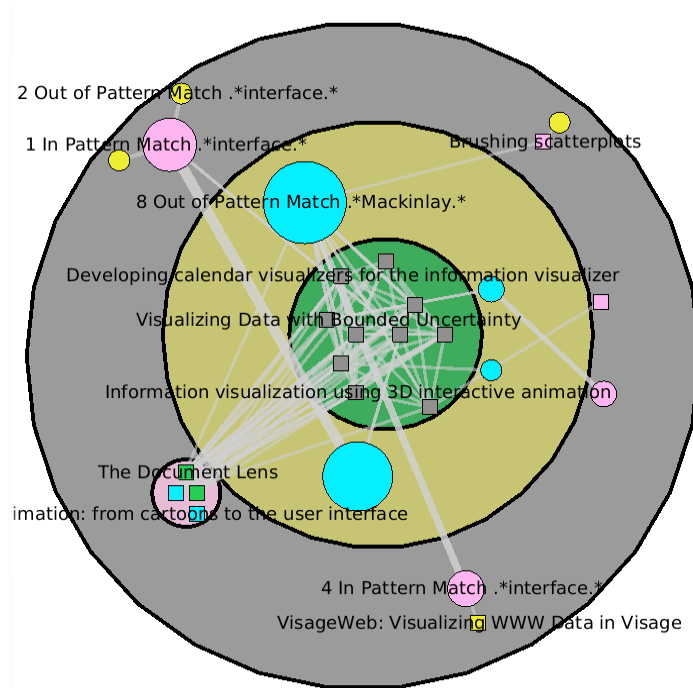 2 Out of Pattern Match .*interface.*
1 In Pattern Match .*interface.*
Brushing scatterplots
8 Out of Pattern Match .*Mackinlay.*
Developing calendar visualizers for the information visualizer
Visualizing Data with Bounded Uncertainty
Information visualization using 3D interactive animation
The Document Lens
imation: from cartoons to the user interface
4 In Pattern Match .*interface.*
VisageWeb: Visualizing WWW Data in Visage